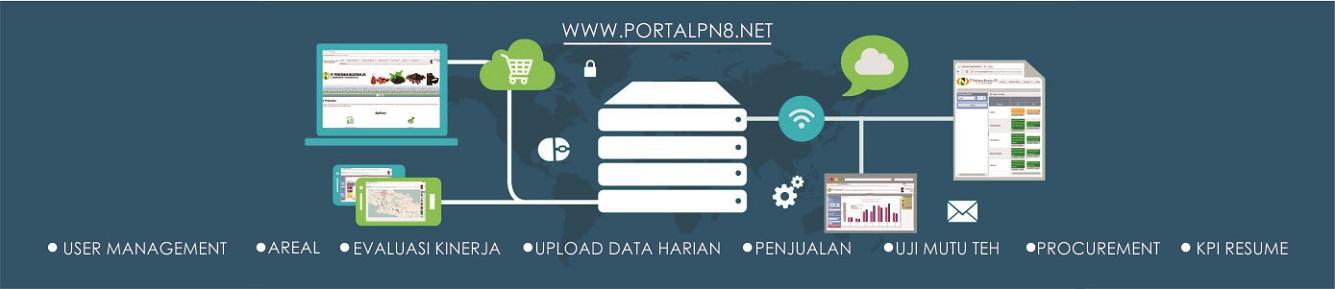 WWW.PORTALPN8.NET
USER MANAGEMENT
AREAL
EVALUASI KINERJA
UPLOAD DATA HARIAN
PENJUALAN
UJI MUTU TEH
PROCUREMENT
KPI RESUME